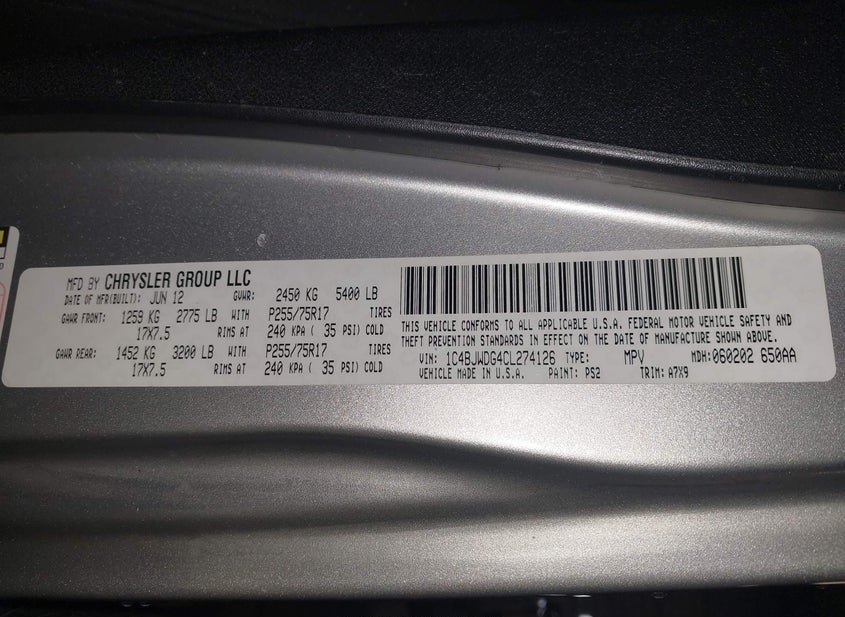 MFD BY CHRYSLER GROUP LLC
DATE OF MFR(BUILT): JUN 12 GVWR: 2450 KG 5400 LB
GAWR FRONT: 1259 KG 2775 LB WITH P255/75R17 TIRES
17X7.5 RIMS AT 240 KPA ( 35 PSI) COLD
GAWR REAR: 1452 KG 3200 LB WITH P255/75R17 TIRES
17X7.5 RIMS AT 240 KPA ( 35 PSI) COLD
THIS VEHICLE CONFORMS TO ALL APPLICABLE U.S.A. FEDERAL MOTOR VEHICLE SAFETY AND
THEFT PREVENTION STANDARDS IN EFFECT ON THE DATE OF MANUFACTURE SHOWN ABOVE.
VIN: 1C4BJWDG4CL274126 TYPE: MPV MDH: 060202 650AA
VEHICLE MADE IN U.S.A. PAINT: PS2 TRIM: A7X9